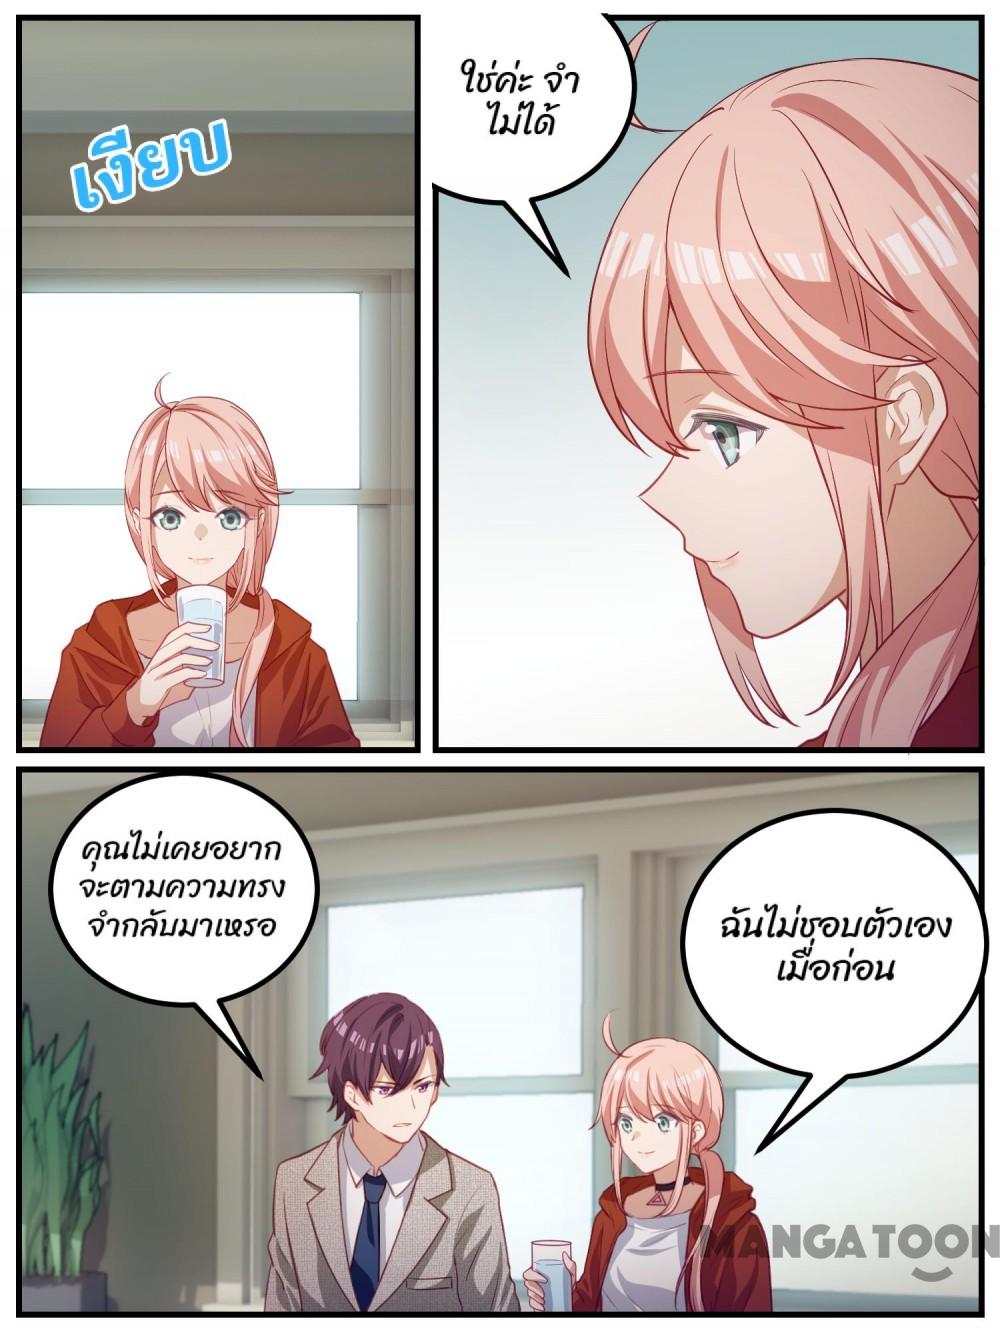 เงียบ
ใช่ค่ะ จำ
ไม่ได้
คุณไม่เคยอยาก
จะตามความทรง
จำกลับมาเหรอ
ฉันไม่ชอบตัวเอง
เมื่อก่อน
MANGATOON